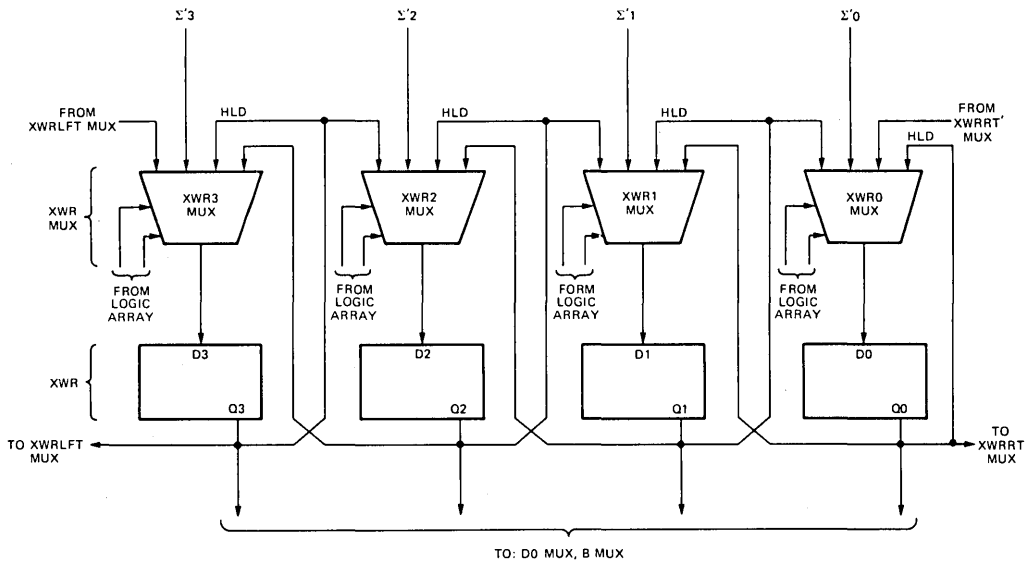 Σ'3
Σ'2
Σ'1
Σ'0
FROM
XWRLFT MUX
HLD
HLD
HLD
FROM
XWRRT'
MUX
HLD
XWR
MUX
XWR3
MUX
XWR2
MUX
XWR1
MUX
XWR0
MUX
FROM
LOGIC
ARRAY
FROM
LOGIC
ARRAY
FORM
LOGIC
ARRAY
FROM
LOGIC
ARRAY
XWR
D3
Q3
D2
Q2
D1
Q1
D0
Q0
TO XWRLFT
MUX
TO
XWRRT
MUX
TO: D0 MUX, B MUX